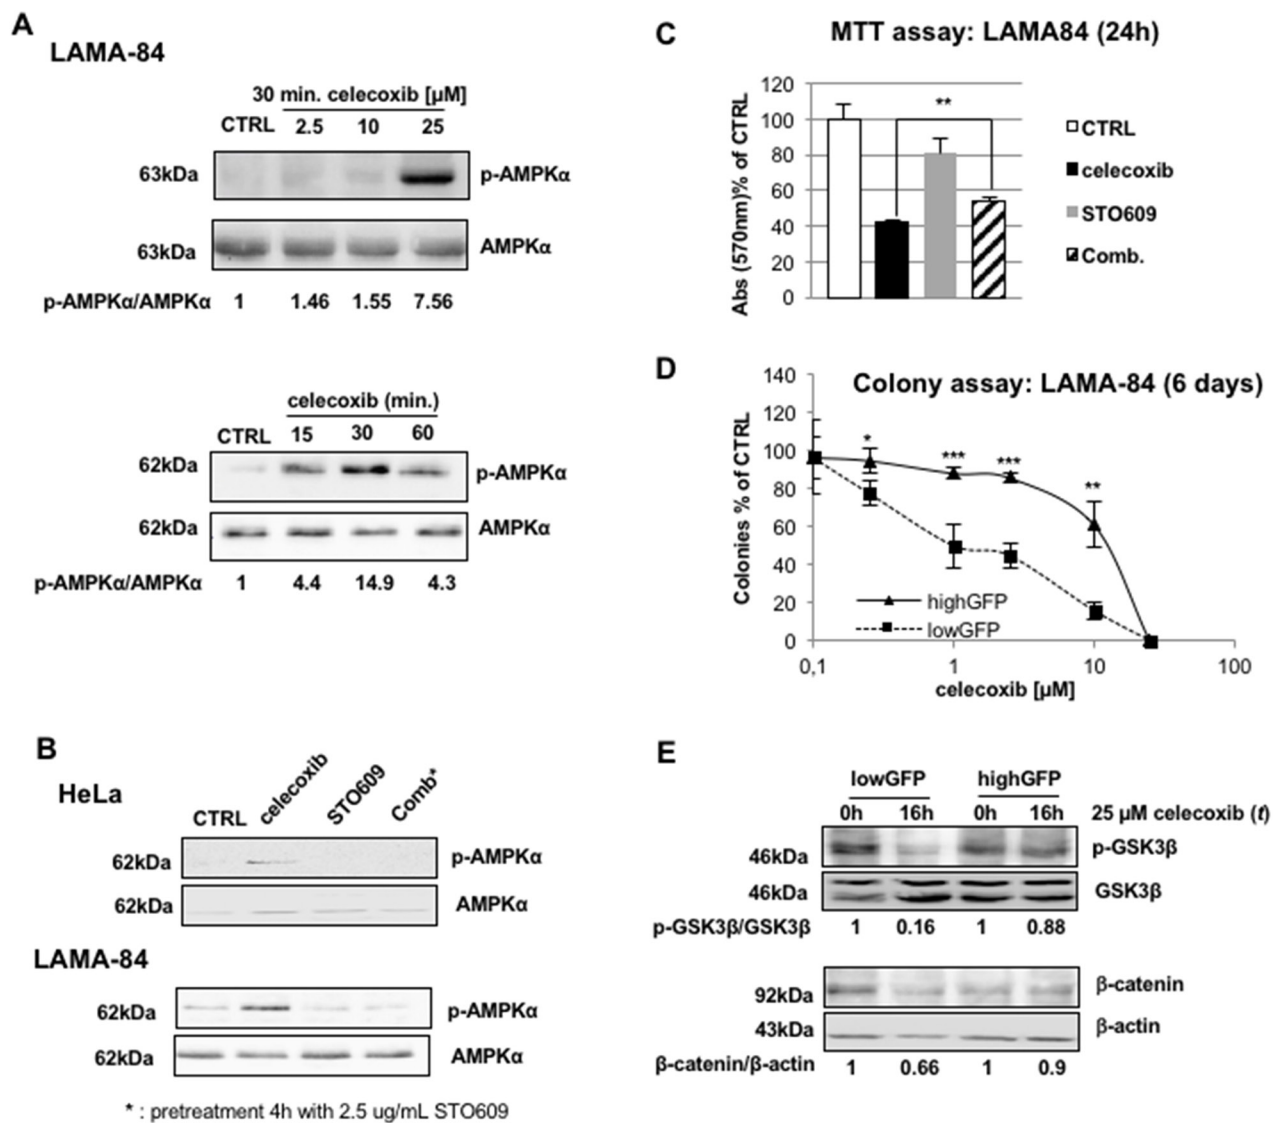 A
LAMA-84
30 min. celecoxib [µM]
CTRL 2.5 10 25
63kDa p-AMPKα
63kDa AMPKα
p-AMPKα/AMPKα 1 1.46 1.55 7.56
celecoxib (min.)
CTRL 15 30 60
62kDa p-AMPKα
62kDa AMPKα
p-AMPKα/AMPKα 1 4.4 14.9 4.3
B
HeLa
CTRL celecoxib STO609 Comb*
62kDa p-AMPKα
62kDa AMPKα
LAMA-84
62kDa p-AMPKα
62kDa AMPKα
* : pretreatment 4h with 2.5 ug/mL STO609
C
MTT assay: LAMA84 (24h)
Abs (570nm)% of CTRL
120
100
80
60
40
20
0
**
CTRL
celecoxib
STO609
Comb.
D
Colony assay: LAMA-84 (6 days)
Colonies % of CTRL
140
120
100
80
60
40
20
0
* *** *** **
highGFP
lowGFP
0,1 1 10 100
celecoxib [µM]
E
lowGFP highGFP
0h 16h 0h 16h 25 µM celecoxib (t)
46kDa p-GSK3β
46kDa GSK3β
p-GSK3β/GSK3β 1 0.16 1 0.88
92kDa β-catenin
43kDa β-actin
β-catenin/β-actin 1 0.66 1 0.9